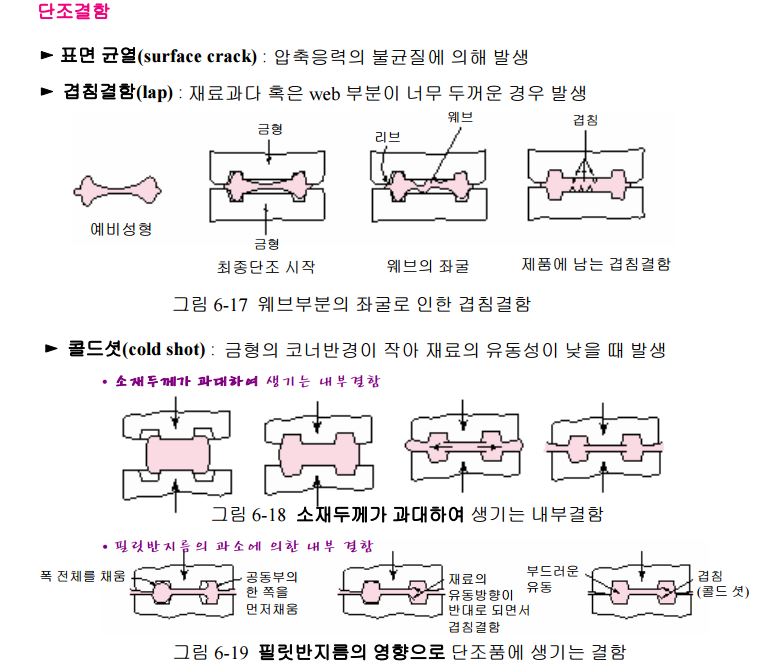 단조결함
► 표면 균열(surface crack) : 압축응력의 불균질에 의해 발생
► 겹침결함(lap) : 재료과다 혹은 web 부분이 너무 두꺼운 경우 발생
금형
리브
웨브
겹침
예비성형
금형
최종단조 시작
웨브의 좌굴
제품에 남는 겹침결함
그림 6-17 웨브부분의 좌굴로 인한 겹침결함
► 콜드셧(cold shot) : 금형의 코너반경이 작아 재료의 유동성이 낮을 때 발생
• 소재두께가 과대하여 생기는 내부결함
그림 6-18 소재두께가 과대하여 생기는 내부결함
• 필릿반지름의 과소에 의한 내부 결함
폭 전체를 채움
공동부의
한 쪽을
먼저채움
재료의
유동방향이
반대로 되면서
겹침결함
부드러운
유동
겹침
(콜드 셧)
그림 6-19 필릿반지름의 영향으로 단조품에 생기는 결함